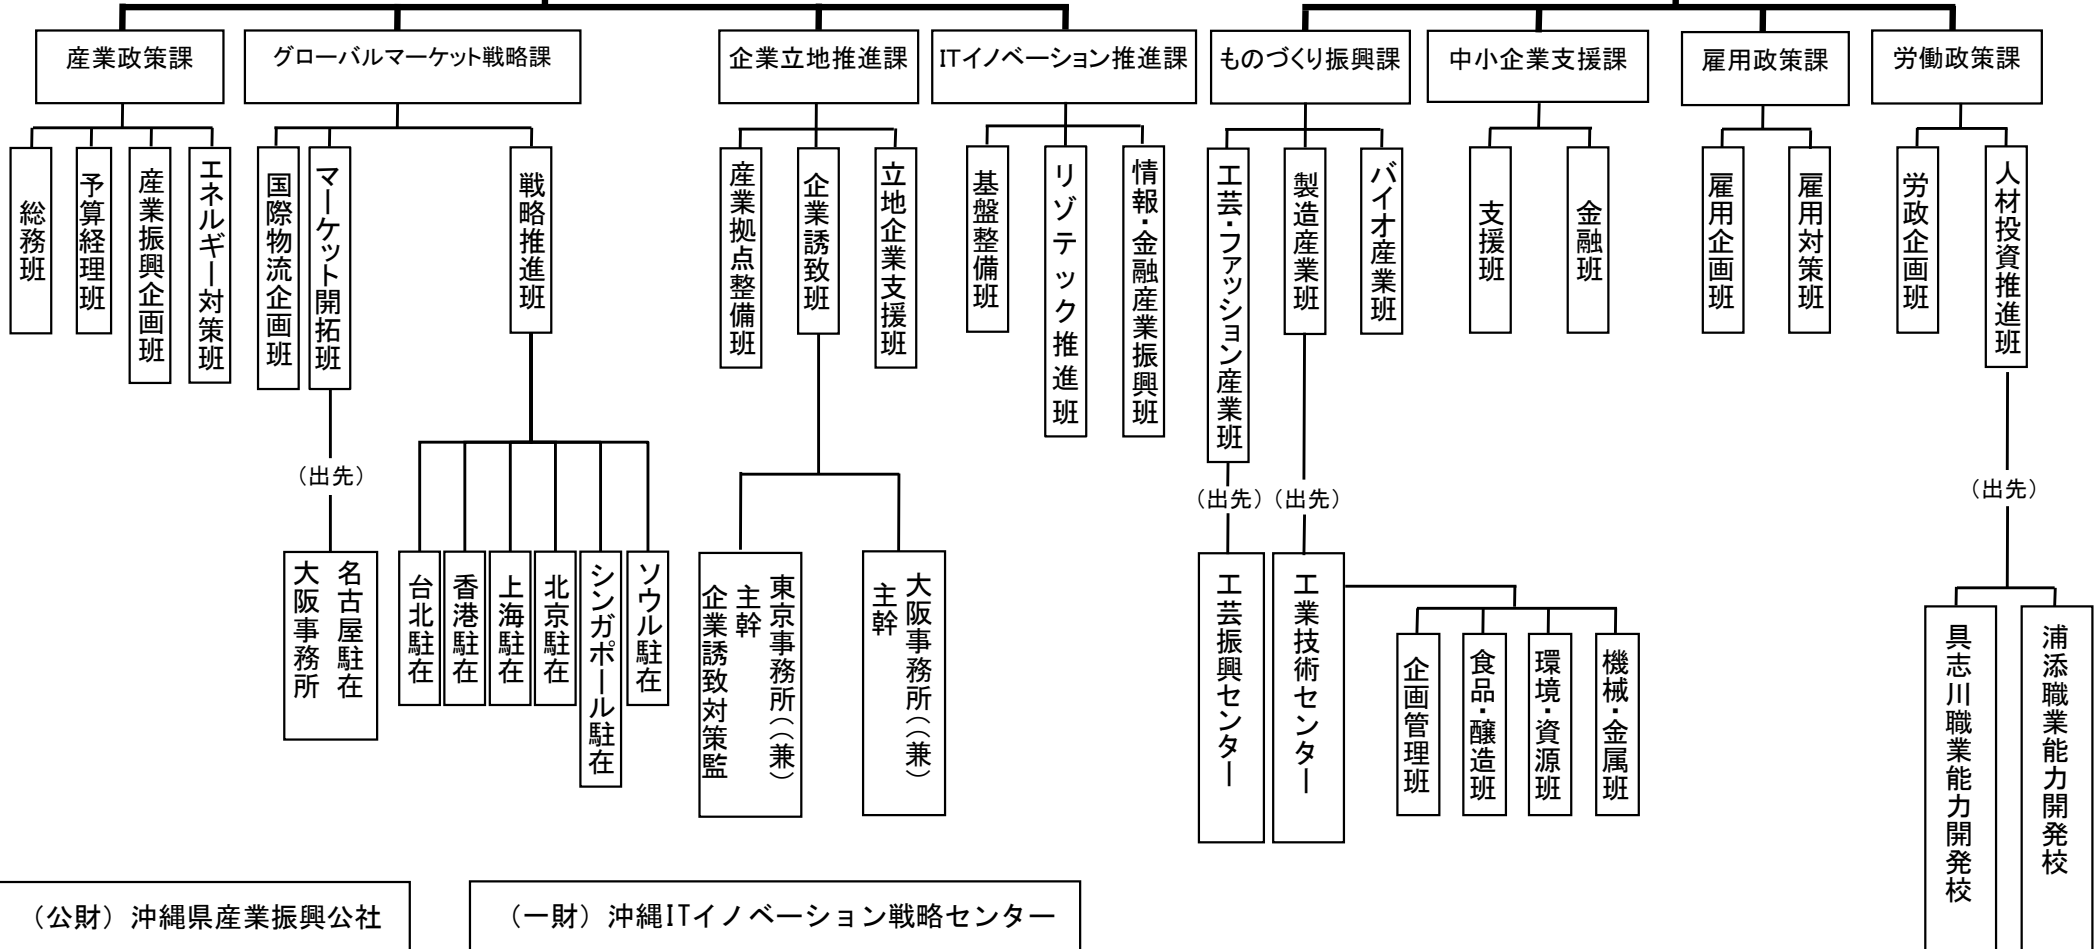 産業政策課
グローバルマーケット戦略課
企業立地推進課
ITイノベーション推進課
ものづくり振興課
中小企業支援課
雇用政策課
労働政策課
総務班
予算経理班
産業振興企画班
エネルギー対策班
国際物流企画班
マーケット開拓班
戦略推進班
産業拠点整備班
企業誘致班
立地企業支援班
基盤整備班
リゾテック推進班
情報・金融産業振興班
工芸・ファッション産業班
製造産業班
バイオ産業班
支援班
金融班
雇用企画班
雇用対策班
労政企画班
人材投資推進班
（出先）
（出先）
（出先）
（出先）
名古屋駐在
大阪事務所
台北駐在
香港駐在
上海駐在
北京駐在
シンガポール駐在
ソウル駐在
東京事務所（（兼）
主幹
企業誘致対策監
大阪事務所（（兼）
主幹
工芸振興センター
工業技術センター
企画管理班
食品・醸造班
環境・資源班
機械・金属班
具志川職業能力開発校
浦添職業能力開発校
（公財）沖縄県産業振興公社
（一財）沖縄ITイノベーション戦略センター